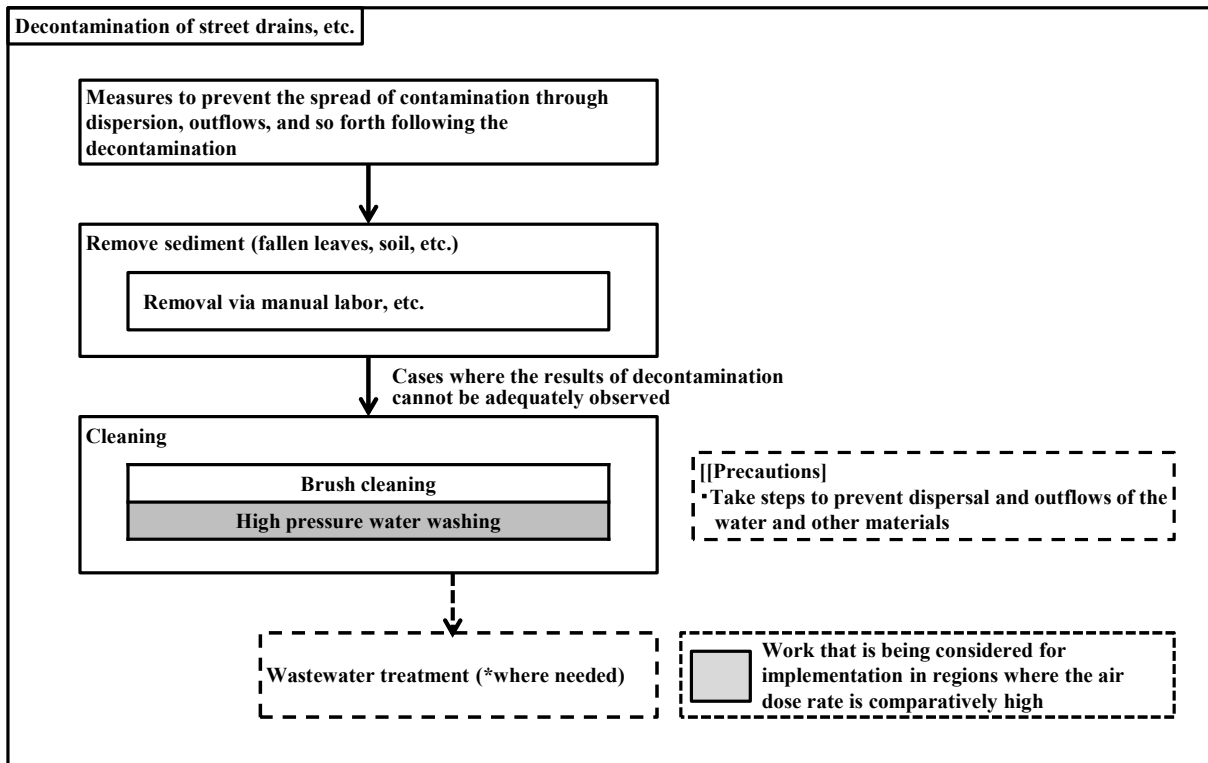 Decontamination of street drains, etc.
Measures to prevent the spread of contamination through
dispersion, outflows, and so forth following the
decontamination
Remove sediment (fallen leaves, soil, etc.)
Removal via manual labor, etc.
Cases where the results of decontamination
cannot be adequately observed
Cleaning
Brush cleaning
High pressure water washing
[[Precautions]
・Take steps to prevent dispersal and outflows of the
water and other materials
Wastewater treatment (*where needed)
Work that is being considered for
implementation in regions where the air
dose rate is comparatively high